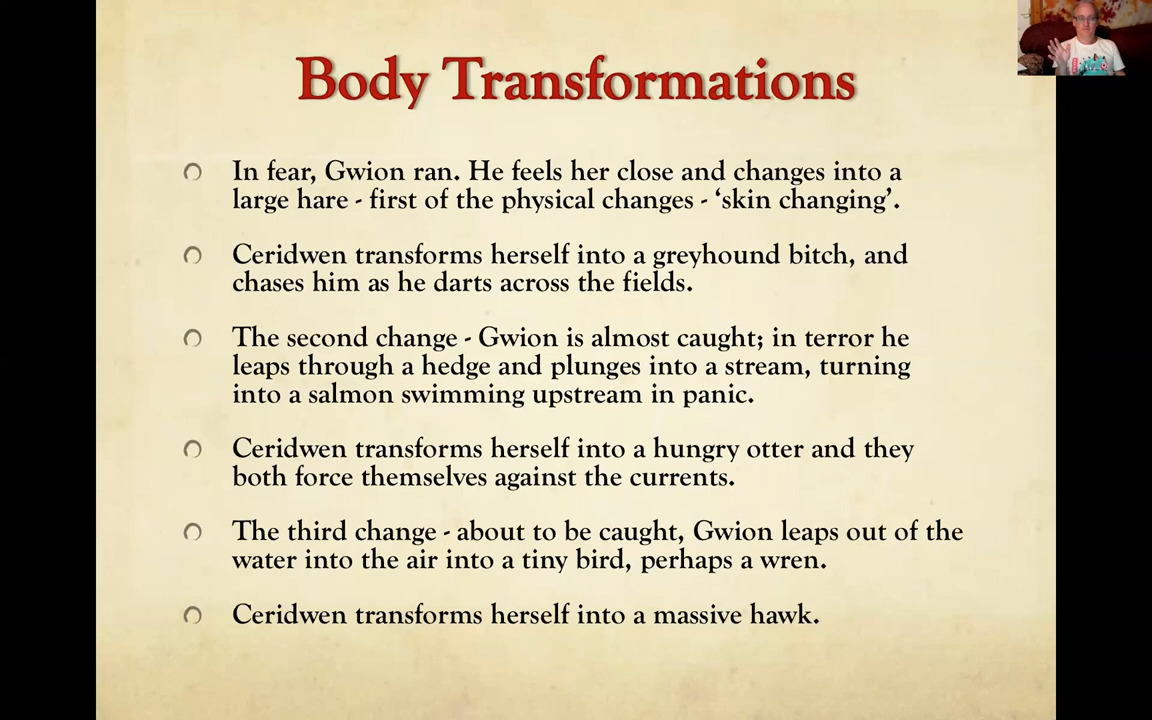 Body Transformations
In fear, Gwion ran. He feels her close and changes into a
large hare - first of the physical changes - ‘skin changing’.
Ceridwen transforms herself into a greyhound bitch, and
chases him as he darts across the fields.
The second change - Gwion is almost caught; in terror he
leaps through a hedge and plunges into a stream, turning
into a salmon swimming upstream in panic.
Ceridwen transforms herself into a hungry otter and they
both force themselves against the currents.
The third change - about to be caught, Gwion leaps out of the
water into the air into a tiny bird, perhaps a wren.
Ceridwen transforms herself into a massive hawk.